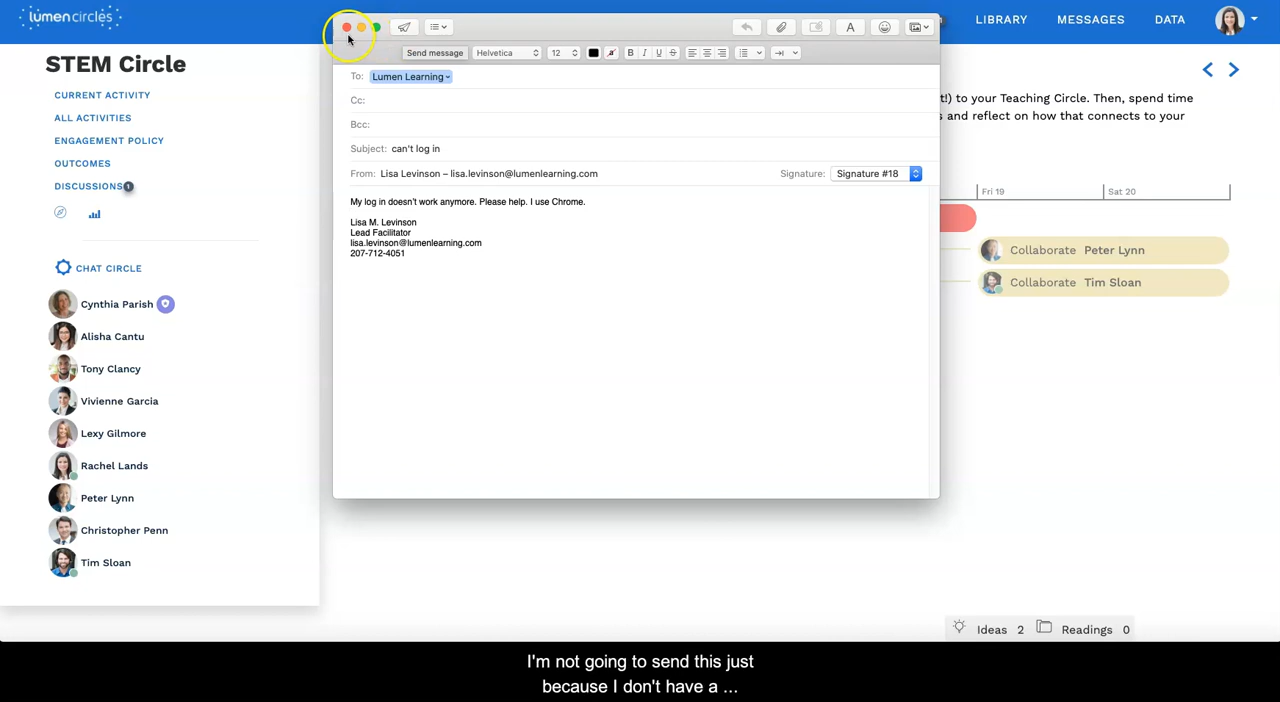 lumen circles
LIBRARY
MESSAGES
DATA
STEM Circle
CURRENT ACTIVITY
ALL ACTIVITIES
ENGAGEMENT POLICY
OUTCOMES
DISCUSSIONS 1
CHAT CIRCLE
Cynthia Parish
Alisha Cantu
Tony Clancy
Vivienne Garcia
Lexy Gilmore
Rachel Lands
Peter Lynn
Christopher Penn
Tim Sloan
Send message
Helvetica
12
B I U S
To: Lumen Learning
Cc:
Bcc:
Subject: can't log in
From: Lisa Levinson – lisa.levinson@lumenlearning.com
Signature: Signature #18
My log in doesn't work anymore. Please help. I use Chrome.
Lisa M. Levinson
Lead Facilitator
lisa.levinson@lumenlearning.com
207-712-4051
t!) to your Teaching Circle. Then, spend time
s and reflect on how that connects to your
Fri 19
Sat 20
Collaborate Peter Lynn
Collaborate Tim Sloan
Ideas 2
Readings 0
I'm not going to send this just
because I don't have a ...